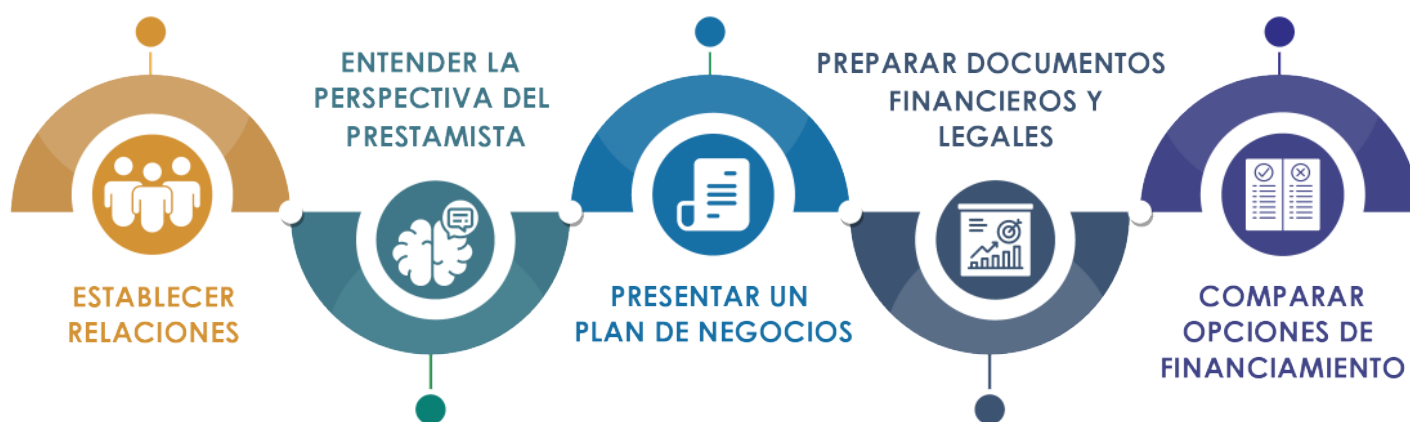 ESTABLECER
RELACIONES
ENTENDER LA
PERSPECTIVA DEL
PRESTAMISTA
PRESENTAR UN
PLAN DE NEGOCIOS
PREPARAR DOCUMENTOS
FINANCIEROS Y
LEGALES
COMPARAR
OPCIONES DE
FINANCIAMIENTO